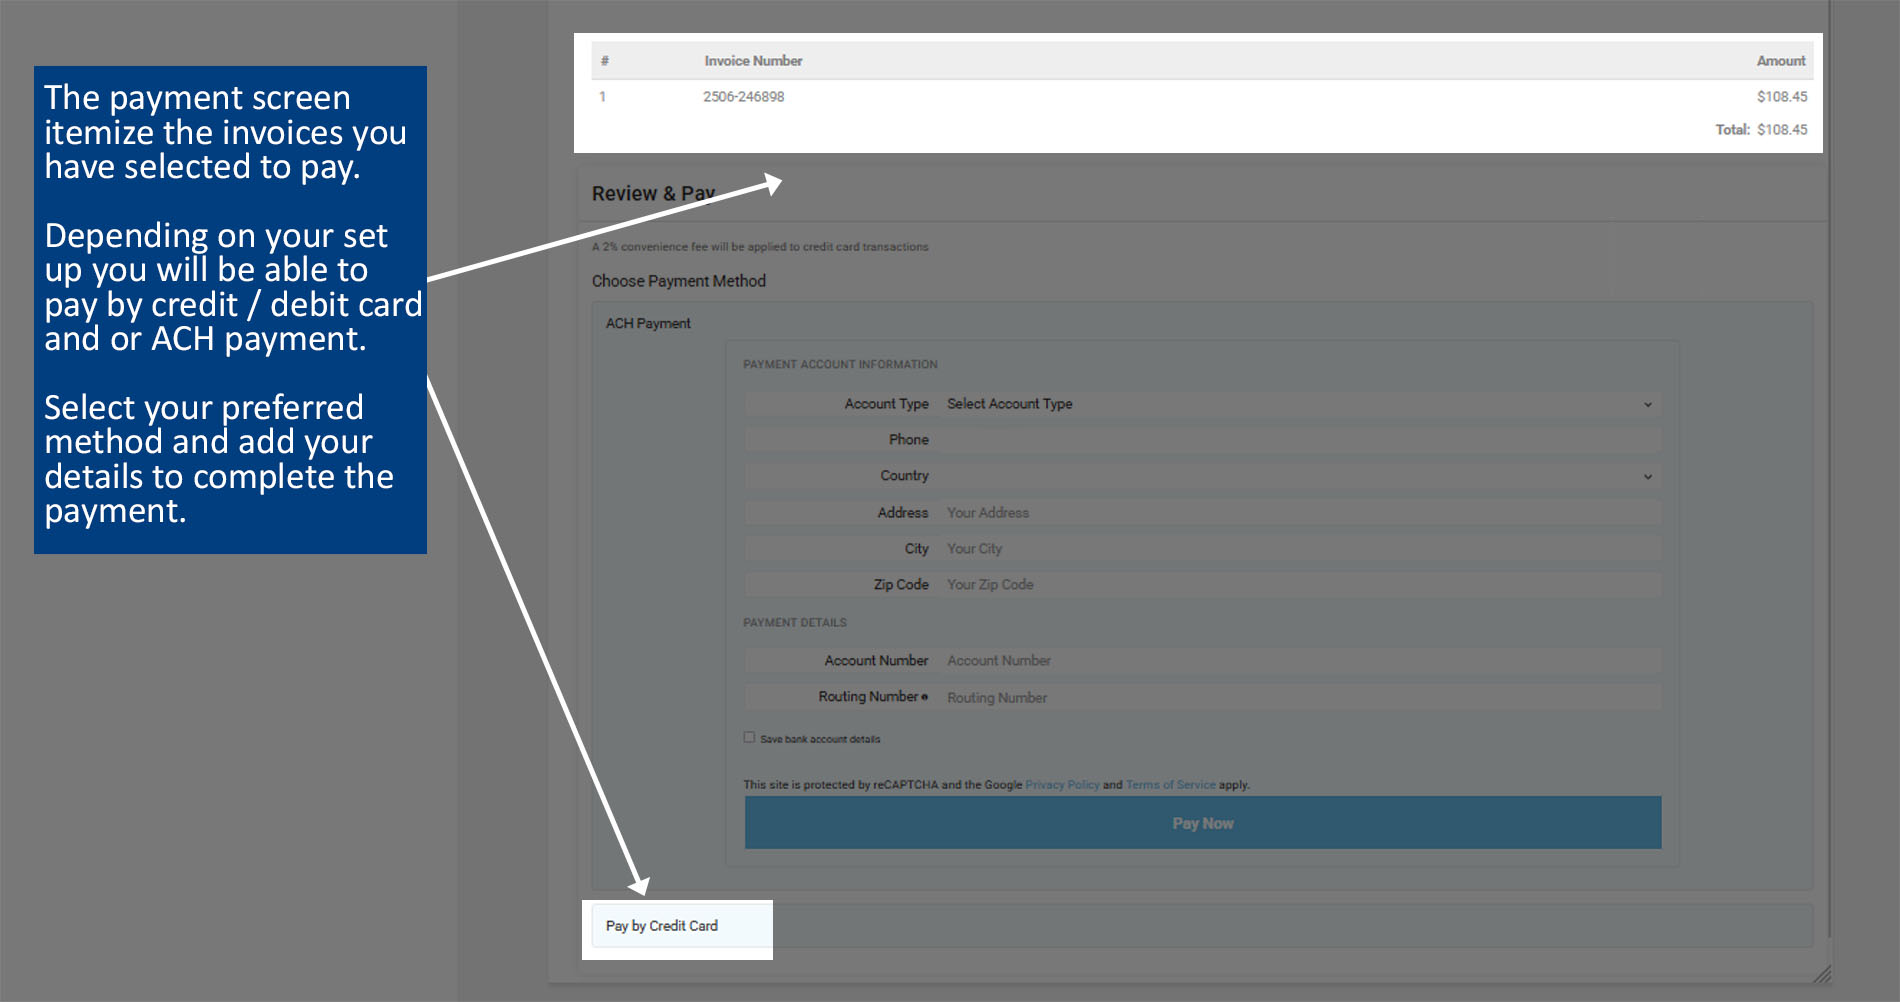 The payment screen
itemize the invoices you
have selected to pay.
Depending on your set
up you will be able to
pay by credit / debit card
and or ACH payment.
Select your preferred
method and add your
details to complete the
payment.
# Invoice Number Amount
1 2506-246898 $108.45
Total: $108.45
Review & Pay
A 2% convenience fee will be applied to credit card transactions
Choose Payment Method
ACH Payment
PAYMENT ACCOUNT INFORMATION
Account Type Select Account Type
Phone
Country
Address Your Address
City Your City
Zip Code Your Zip Code
PAYMENT DETAILS
Account Number Account Number
Routing Number Routing Number
Save bank account details
This site is protected by reCAPTCHA and the Google Privacy Policy and Terms of Service apply.
Pay Now
Pay by Credit Card